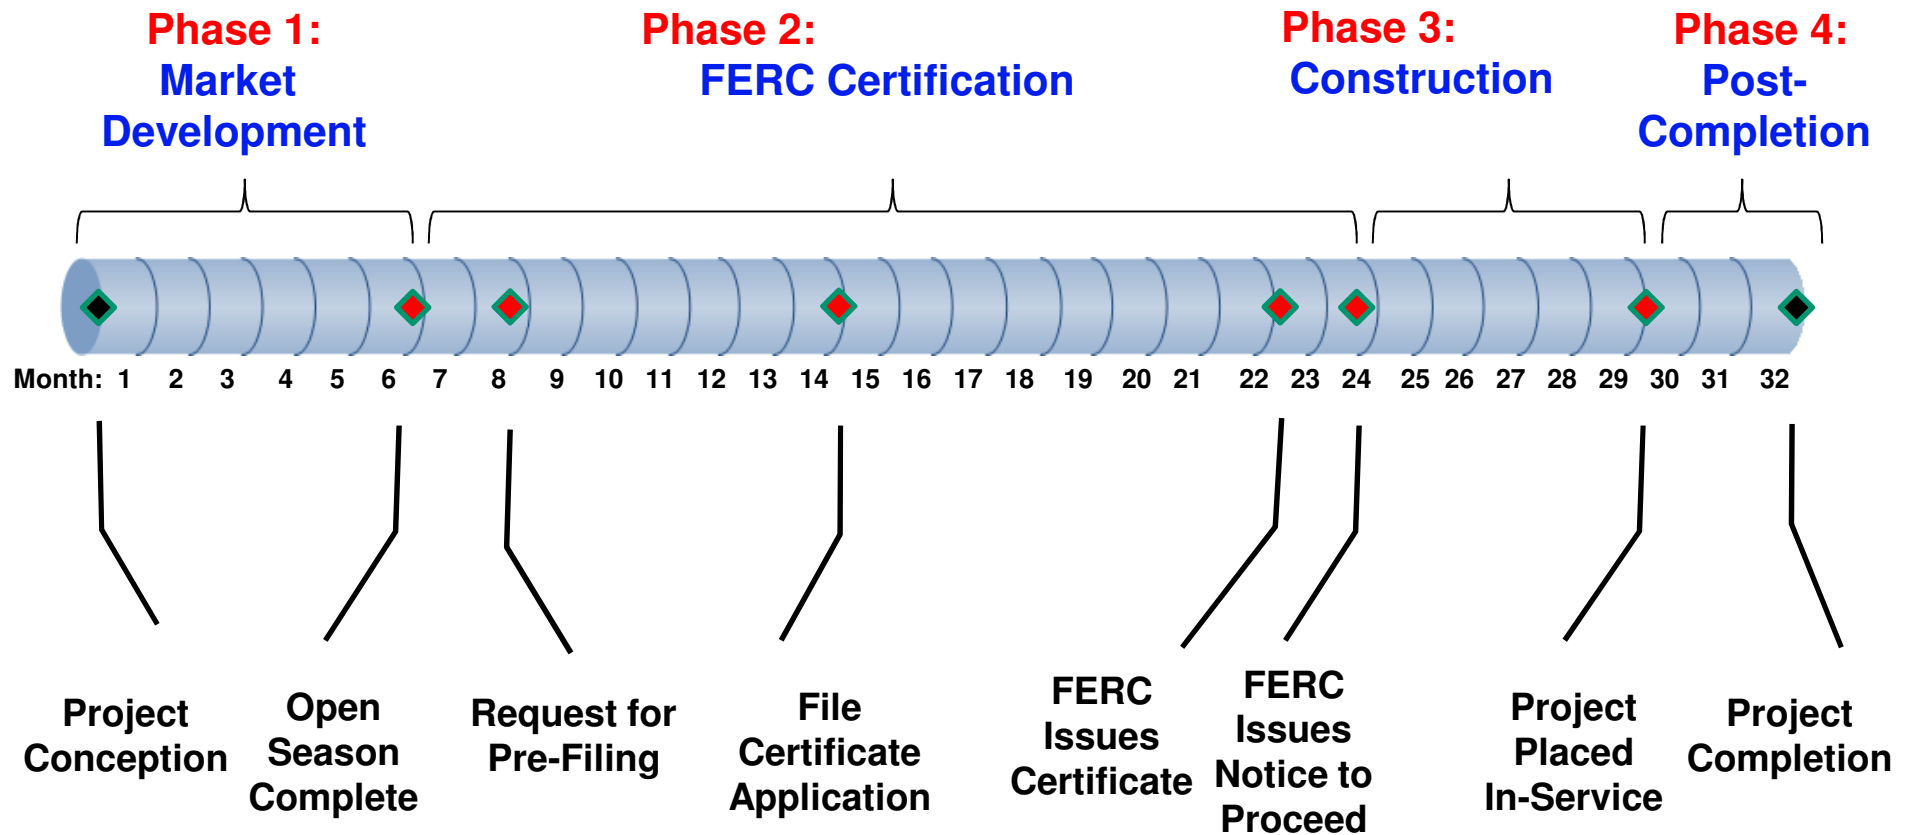 Phase 1:
Market
Development
Phase 2:
FERC Certification
Phase 3:
Construction
Phase 4:
Post-
Completion
Month: 1 2 3 4 5 6 7 8 9 10 11 12 13 14 15 16 17 18 19 20 21 22 23 24 25 26 27 28 29 30 31 32
Project
Conception
Open
Season
Complete
Request for
Pre-Filing
File
Certificate
Application
FERC
Issues
Certificate
FERC
Issues
Notice to
Proceed
Project
Placed
In-Service
Project
Completion